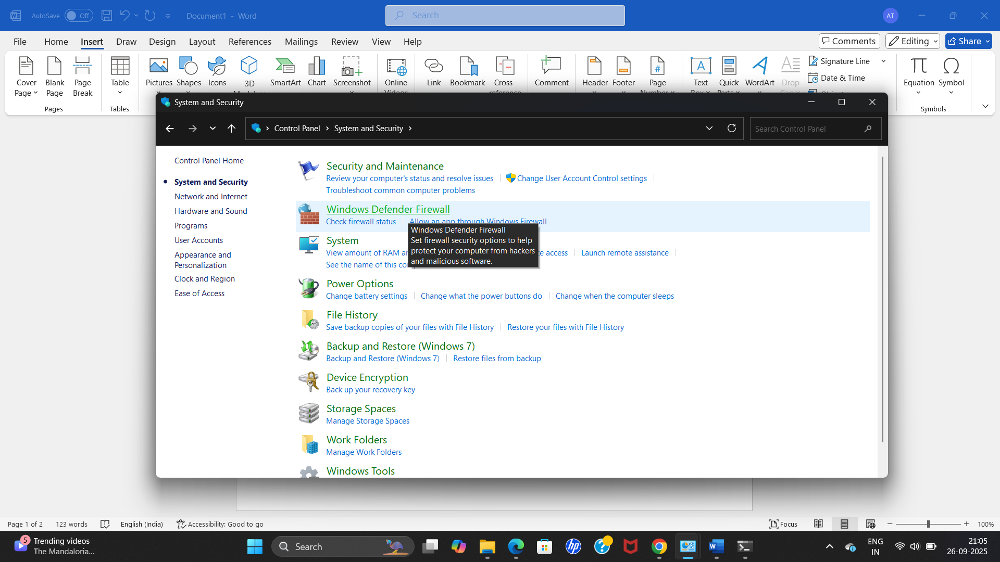 AutoSave Off Document1 - Word Search AT
File Home Insert Draw Design Layout References Mailings Review View Help Comments Editing Share
Cover Page
Blank Page
Page Break
Pages
Table
Tables
Pictures
Shapes
Icons
3D
SmartArt
Chart
Screenshot
Online
Videos
Link
Bookmark
Cross-
reference
Comment
Header
Footer
Page
Number
Text
Box
Quick
Parts
WordArt
Drop
Cap
Signature Line
Date & Time
Equation
Symbol
Symbols
System and Security
Control Panel > System and Security > Search Control Panel
Control Panel Home
System and Security
Network and Internet
Hardware and Sound
Programs
User Accounts
Appearance and
Personalization
Clock and Region
Ease of Access
Security and Maintenance
Review your computer's status and resolve issues Change User Account Control settings
Troubleshoot common computer problems
Windows Defender Firewall
Check firewall status Allow an app through Windows Firewall
Windows Defender Firewall
Set firewall security options to help
protect your computer from hackers
and malicious software.
System
View amount of RAM access Launch remote assistance
See the name of this
Power Options
Change battery settings Change what the power buttons do Change when the computer sleeps
File History
Save backup copies of your files with File History Restore your files with File History
Backup and Restore (Windows 7)
Backup and Restore (Windows 7) Restore files from backup
Device Encryption
Back up your recovery key
Storage Spaces
Manage Storage Spaces
Work Folders
Manage Work Folders
Windows Tools
Page 1 of 2 123 words English (India) Accessibility: Good to go Focus 100%
5 Trending videos
The Mandaloria...
Search
hp
ENG
IN
21:05
26-09-2025